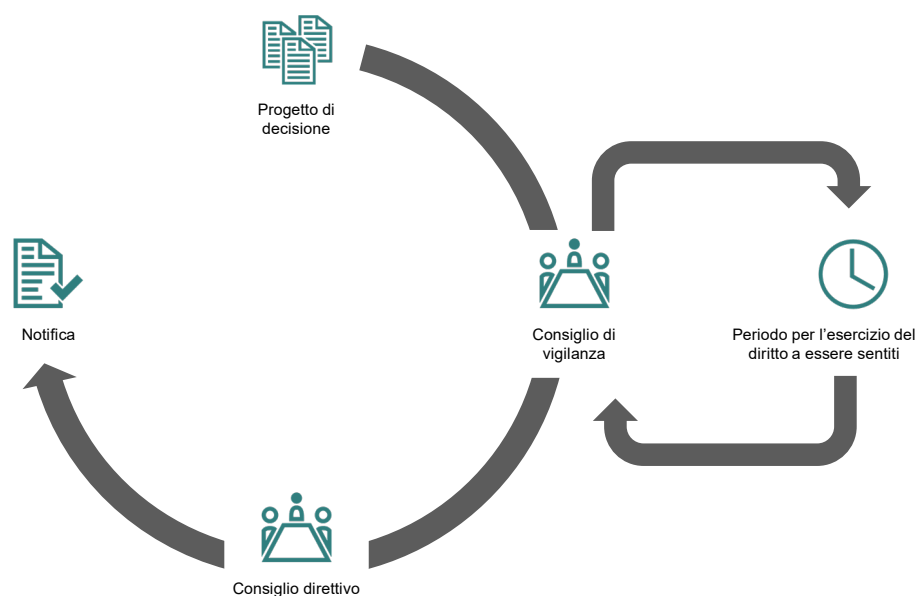 Progetto di
decisione
Notifica
Consiglio di
vigilanza
Periodo per l’esercizio del
diritto a essere sentiti
Consiglio direttivo